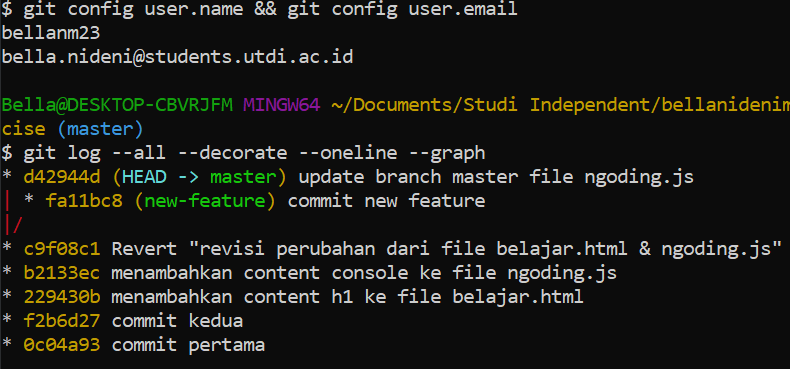 $ git config user.name && git config user.email
bellanm23
bella.nideni@students.utdi.ac.id
Bella@DESKTOP-CBVRJFM MINGW64 ~/Documents/Studi Independent/bellanidenim
cise (master)
$ git log --all --decorate --oneline --graph
* d42944d (HEAD -> master) update branch master file ngoding.js
| * fa11bc8 (new-feature) commit new feature
|/
* c9f08c1 Revert "revisi perubahan dari file belajar.html & ngoding.js"
* b2133ec menambahkan content console ke file ngoding.js
* 229430b menambahkan content h1 ke file belajar.html
* f2b6d27 commit kedua
* 0c04a93 commit pertama